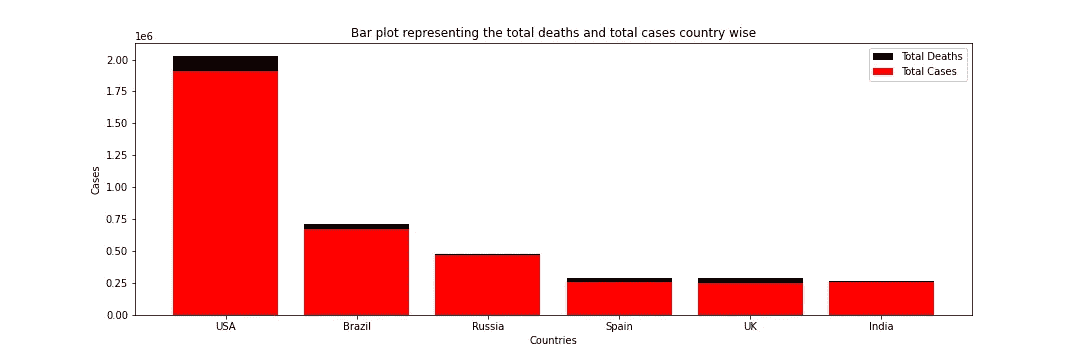 Bar plot representing the total deaths and total cases country wise
1e6
2.00
1.75
1.50
1.25
1.00
0.75
0.50
0.25
0.00
Cases
Total Deaths
Total Cases
USA Brazil Russia Spain UK India
Countries